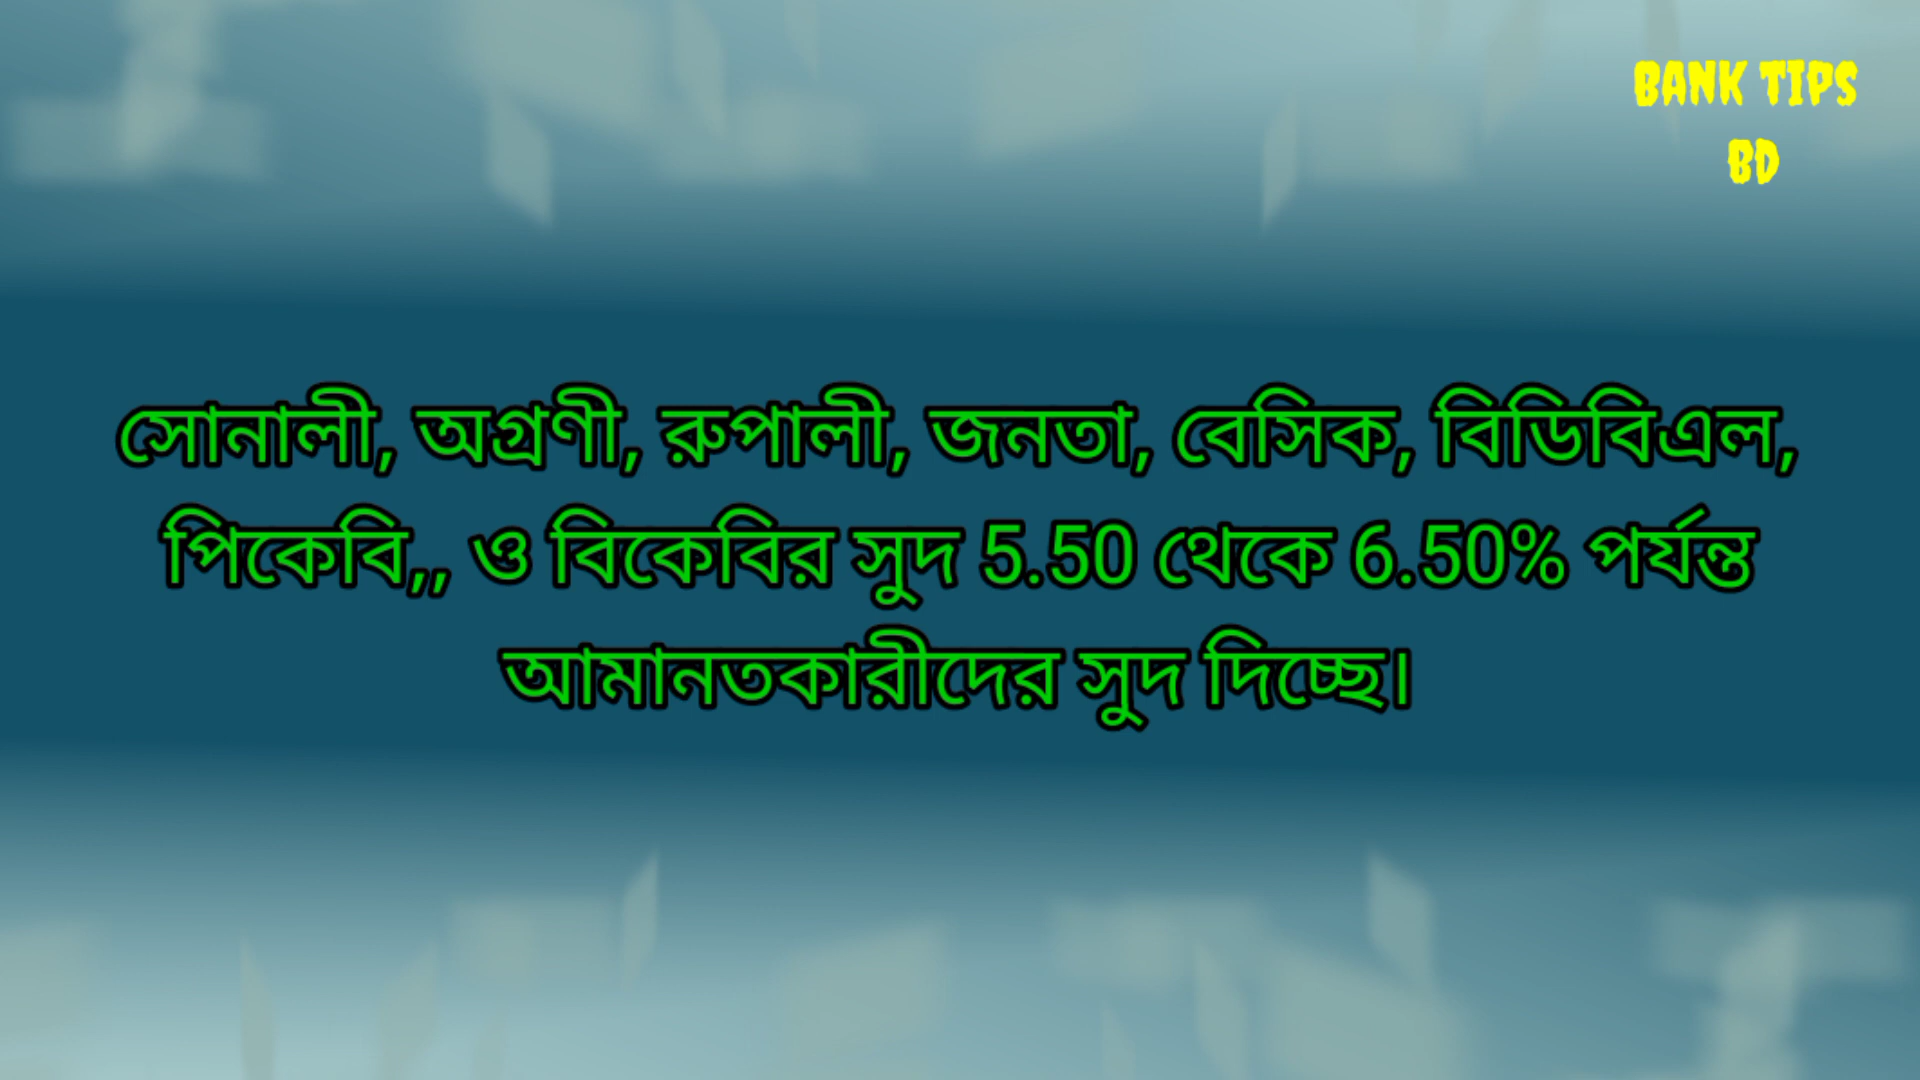 BANK TIPS
BD
সোনালী, অগ্রণী, রুপালী, জনতা, বেসিক, বিডিবিএল,
পিকেবি,, ও বিকেবির সুদ 5.50 থেকে 6.50% পর্যন্ত
আমানতকারীদের সুদ দিচ্ছে।